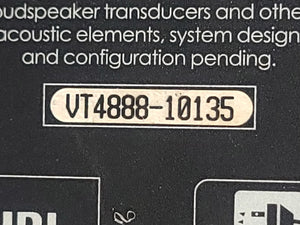 oudspeaker transducers and othe
acoustic elements, system design
and configuration pending.
VT4888-10135